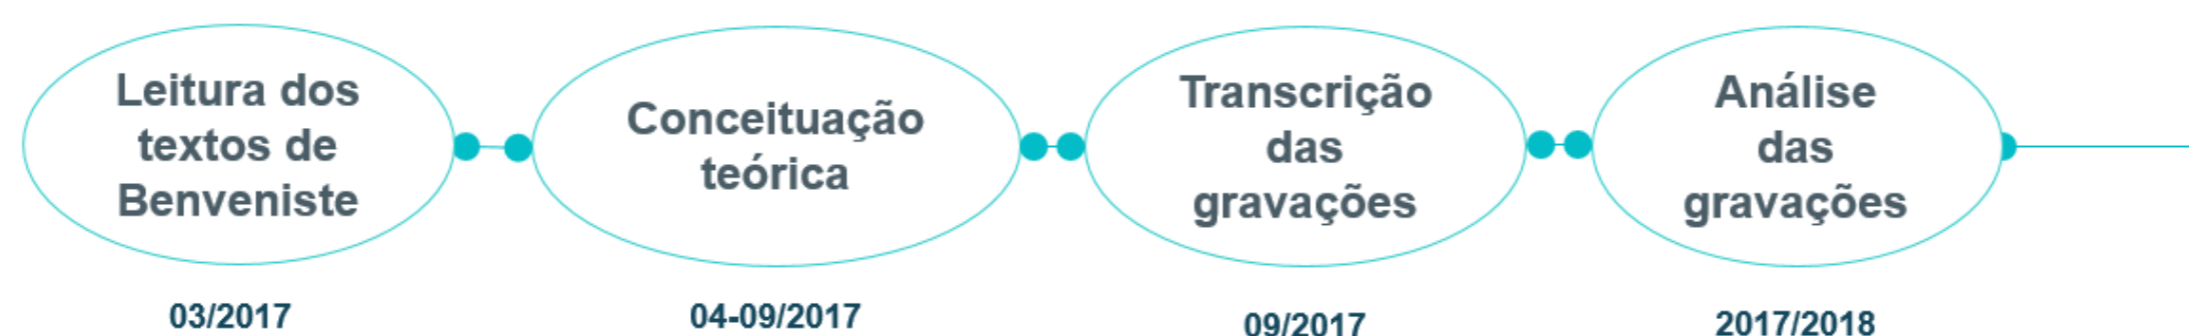 Leitura dos
textos de
Benveniste
Conceituação
teórica
Transcrição
das
gravações
Análise
das
gravações
03/2017
04-09/2017
09/2017
2017/2018